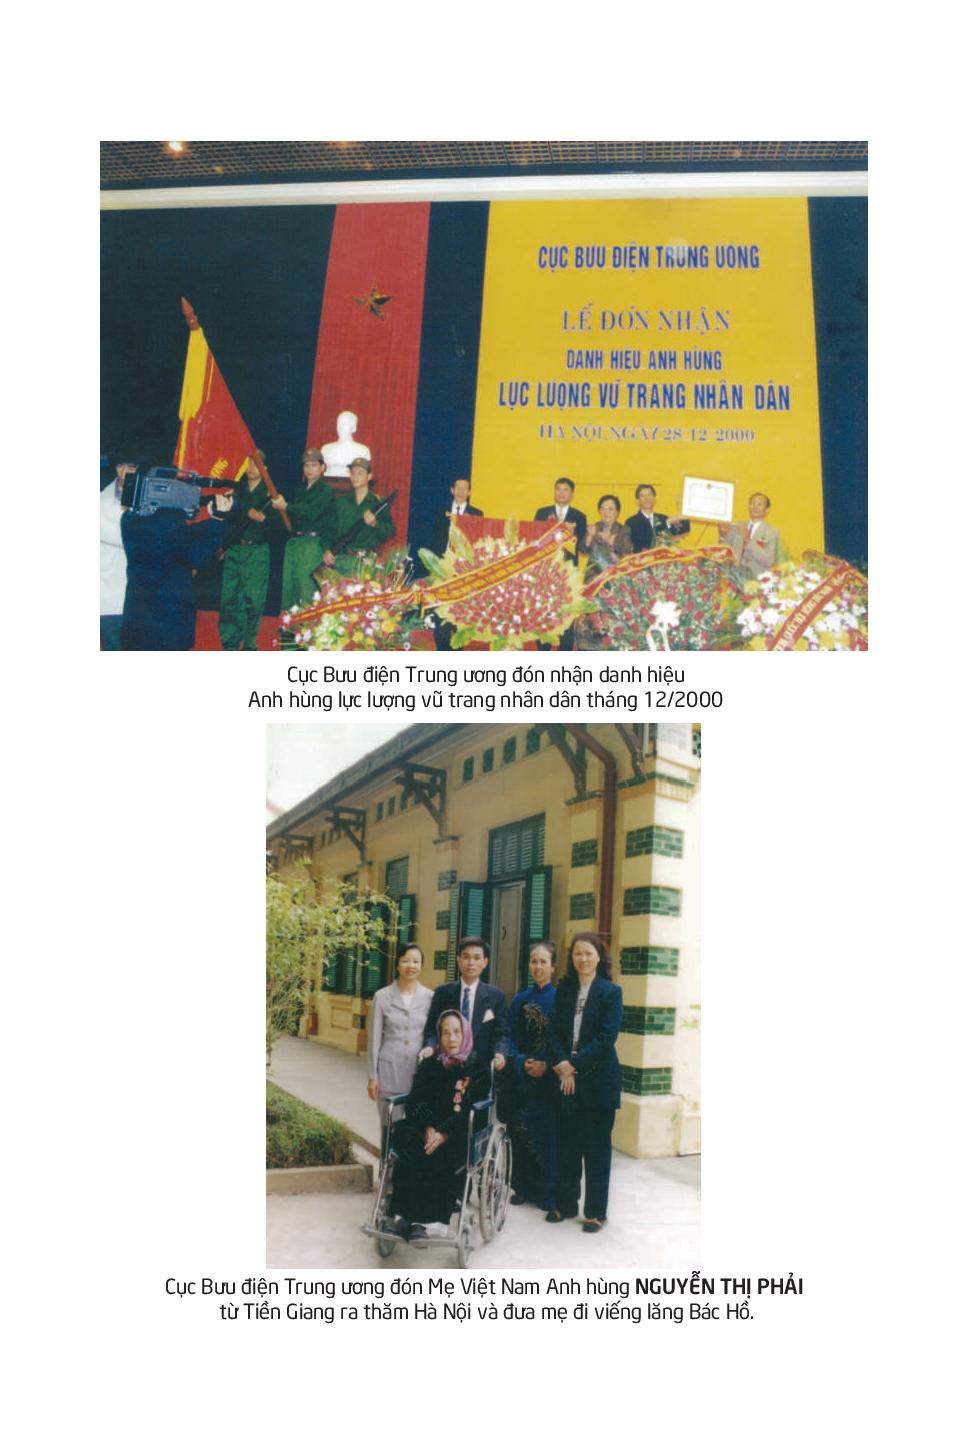 CỤC BƯU ĐIỆN TRUNG ƯƠNG
LỄ ĐÓN NHẬN
DANH HIỆU ANH HÙNG
LỰC LƯỢNG VŨ TRANG NHÂN DÂN
HÀ NỘI, NGÀY 28.12.2000
Cục Bưu điện Trung ương đón nhận danh hiệu
Anh hùng lực lượng vũ trang nhân dân tháng 12/2000
Cục Bưu điện Trung ương đón Mẹ Việt Nam Anh hùng NGUYỄN THỊ PHẢI
từ Tiền Giang ra thăm Hà Nội và đưa mẹ đi viếng lăng Bác Hồ.